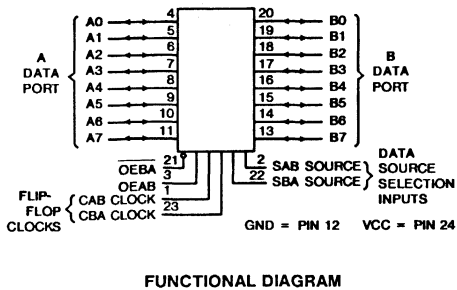 4 20
A0 B0
5 19
A1 B1
6 18
A2 B2
A DATA PORT
7 17
A3 B3
B DATA PORT
8 16
A4 B4
9 15
A5 B5
10 14
A6 B6
11 13
A7 B7
21
OEBA
3
OEAB
1
CAB CLOCK
23
CBA CLOCK
FLIP-
FLOP
CLOCKS
2
SAB SOURCE
22
SBA SOURCE
DATA
SOURCE
SELECTION
INPUTS
GND = PIN 12 VCC = PIN 24
FUNCTIONAL DIAGRAM